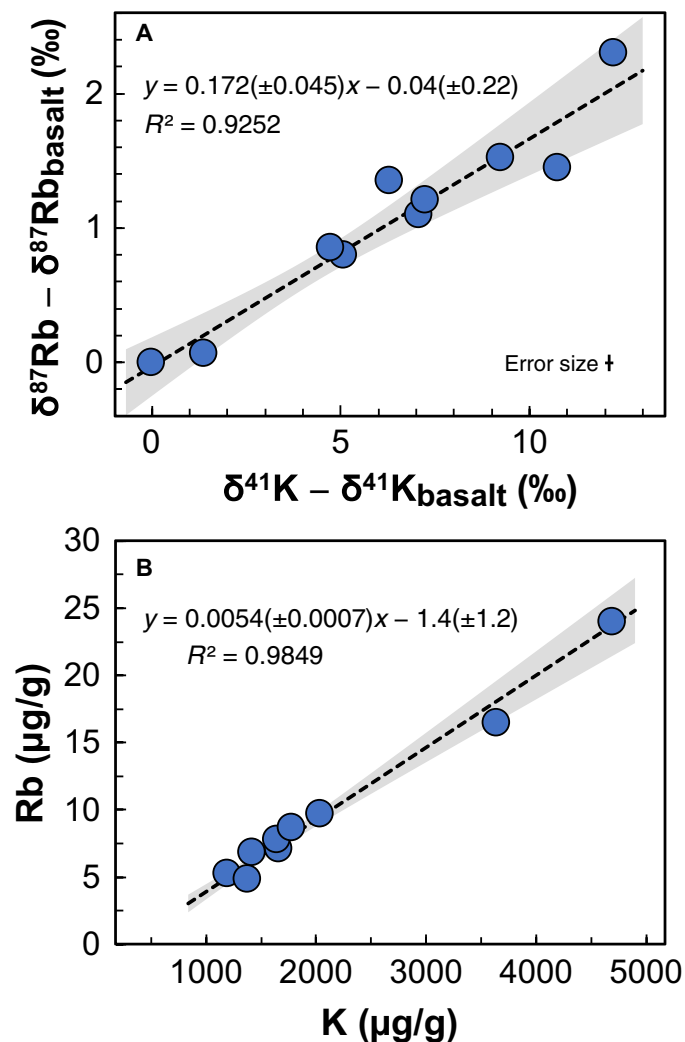 A
y = 0.172(±0.045)x – 0.04(±0.22)
R² = 0.9252
2
1
0
δ⁸⁷Rb – δ⁸⁷Rb_basalt (‰)
Error size
0 5 10
δ⁴¹K – δ⁴¹K_basalt (‰)
B
y = 0.0054(±0.0007)x – 1.4(±1.2)
R² = 0.9849
30
25
20
15
10
5
0
Rb (µg/g)
1000 2000 3000 4000 5000
K (µg/g)